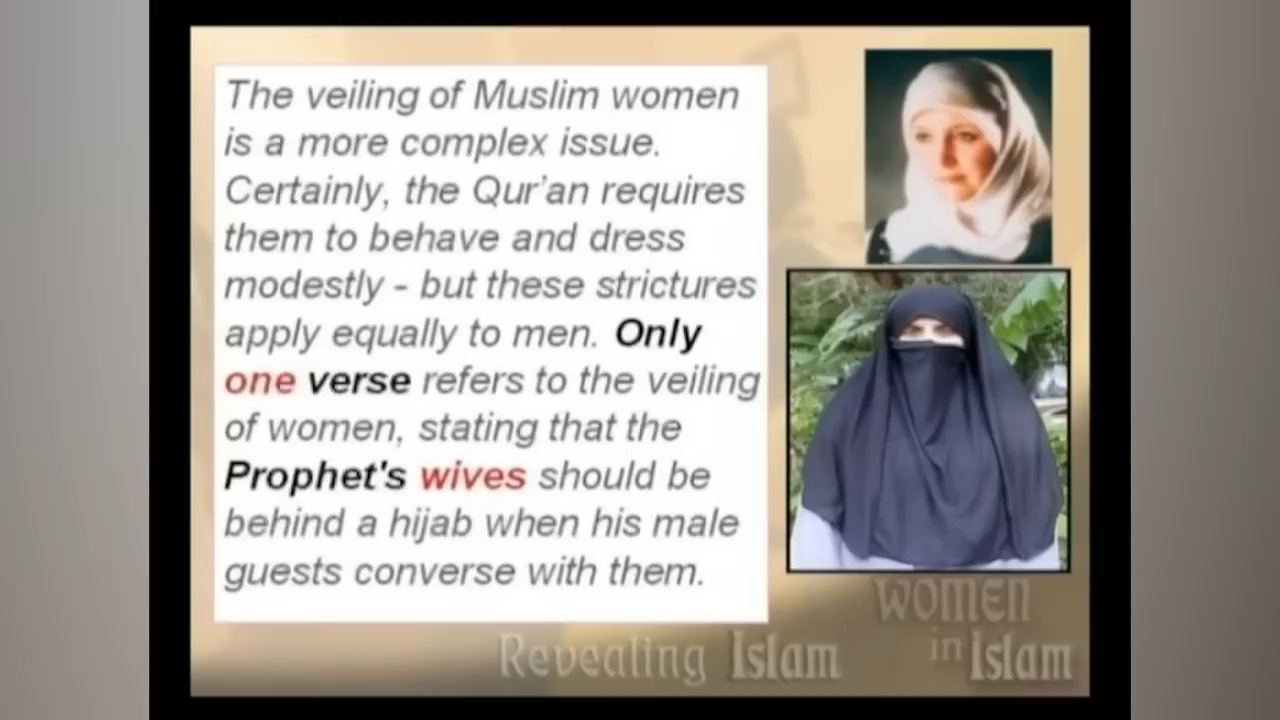 The veiling of Muslim women
is a more complex issue.
Certainly, the Qur'an requires
them to behave and dress
modestly - but these strictures
apply equally to men. Only
one verse refers to the veiling
of women, stating that the
Prophet's wives should be
behind a hijab when his male
guests converse with them.
Revealing Islam
women
in Islam